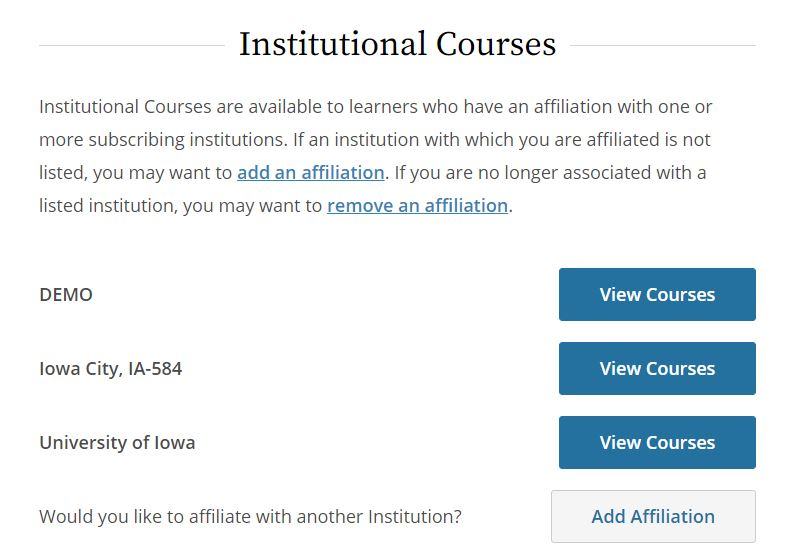 Institutional Courses
Institutional Courses are available to learners who have an affiliation with one or
more subscribing institutions. If an institution with which you are affiliated is not
listed, you may want to add an affiliation. If you are no longer associated with a
listed institution, you may want to remove an affiliation.
DEMO
View Courses
Iowa City, IA-584
View Courses
University of Iowa
View Courses
Would you like to affiliate with another Institution?
Add Affiliation